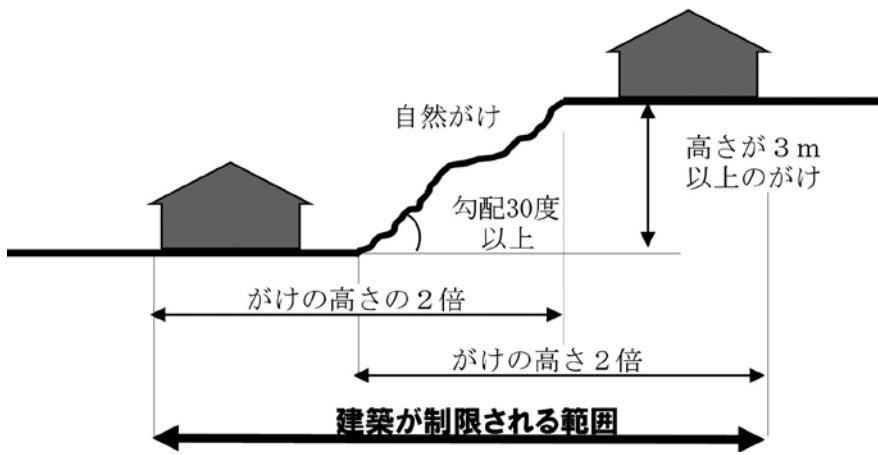 自然がけ
高さが３ｍ
以上のがけ
勾配30度
以上
がけの高さの２倍
がけの高さ２倍
建築が制限される範囲